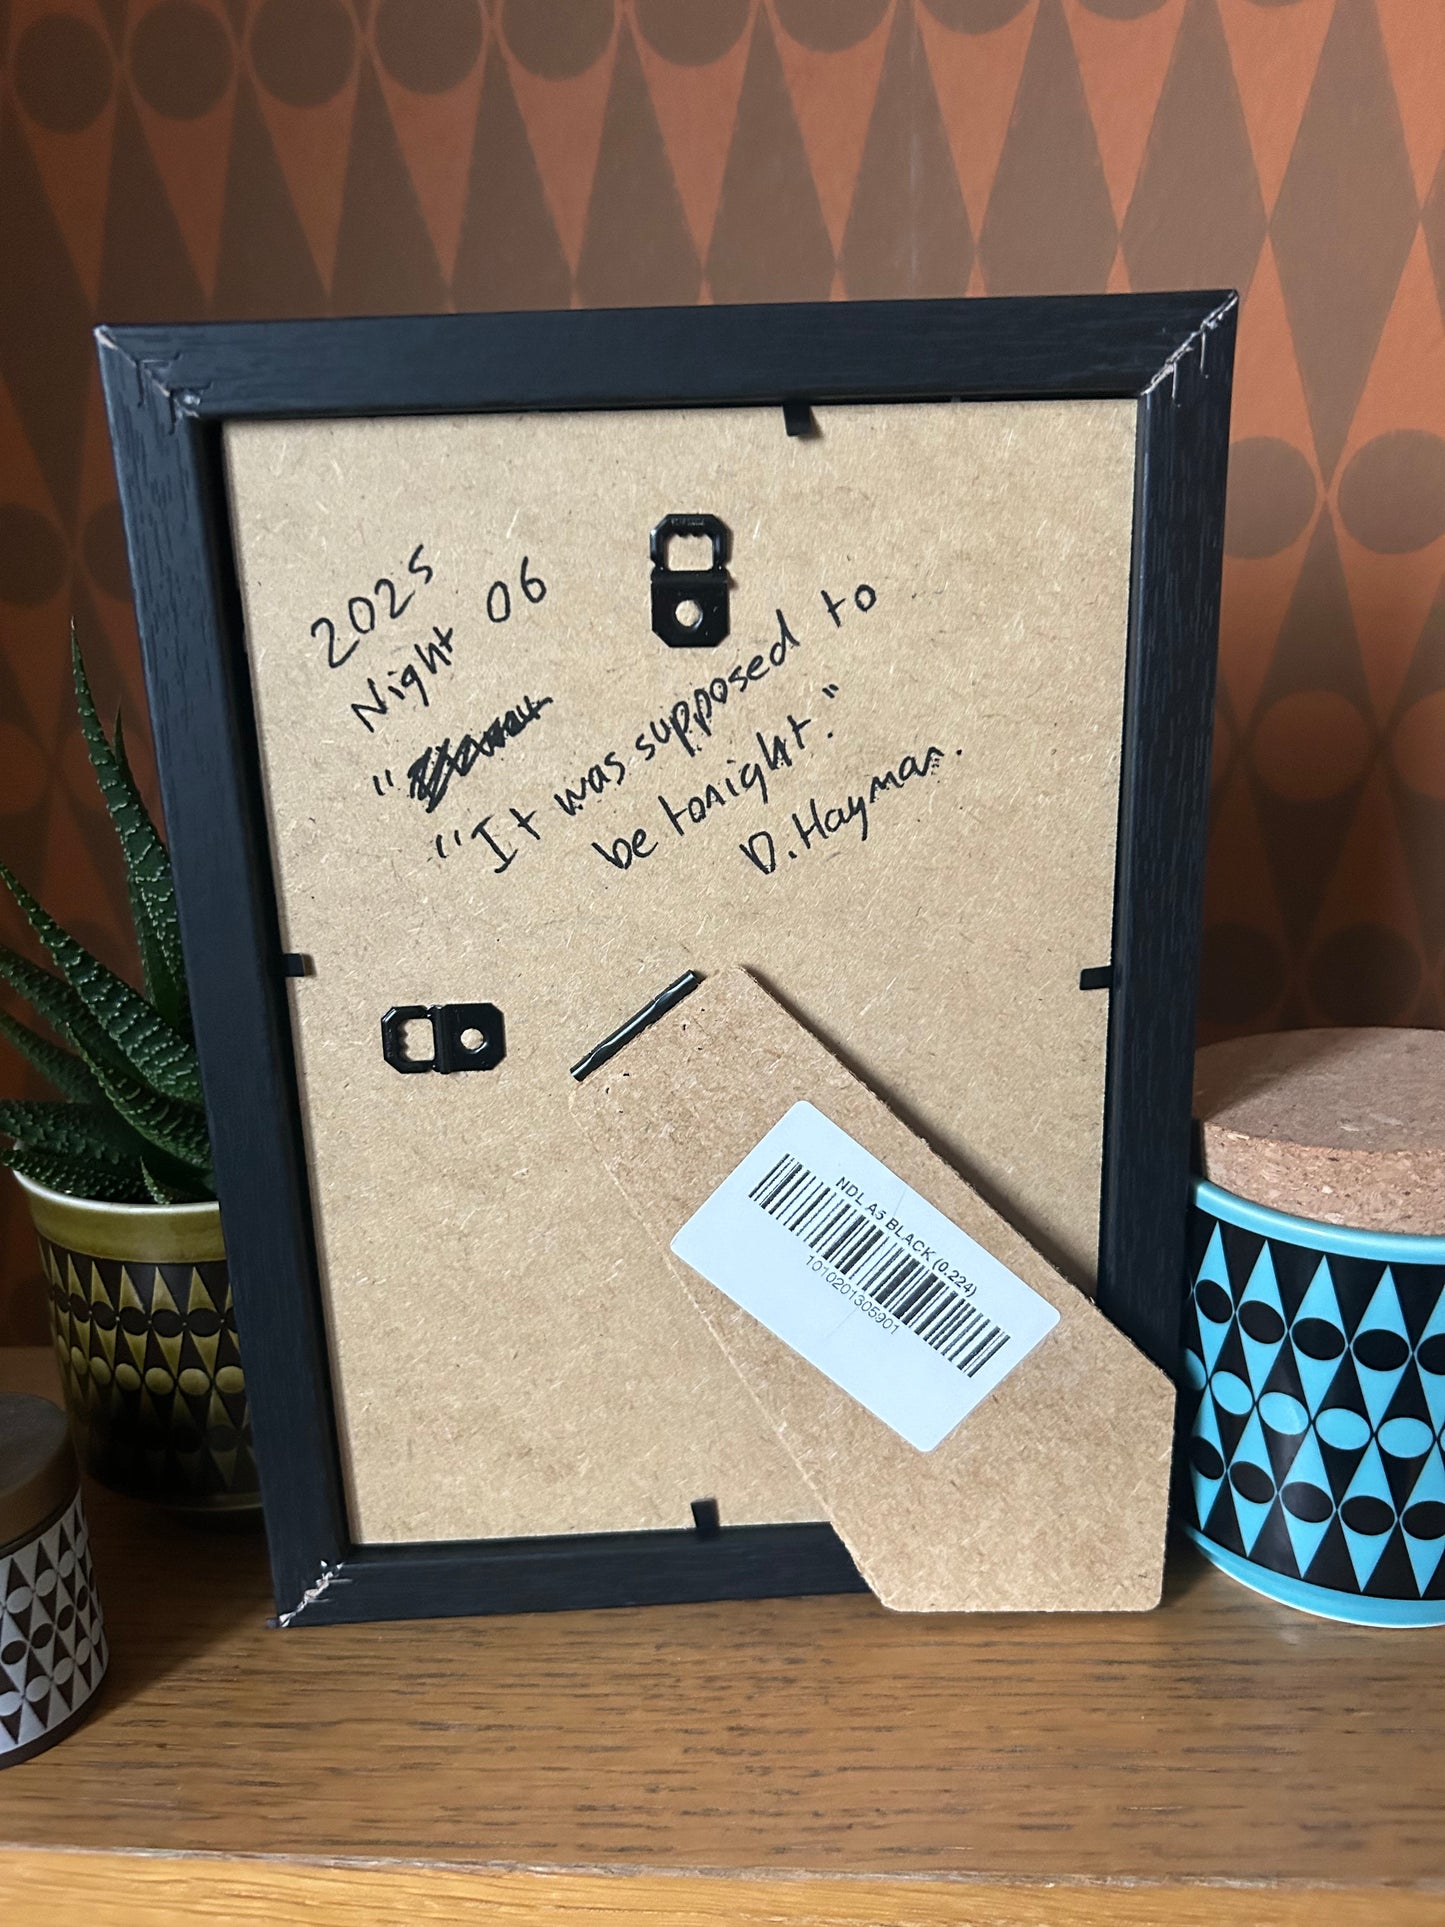 2025
Night 06
"
"It was supposed to
be tonight."
D. Hayman.
NDL A5 BLACK (0.224)
1010201305901